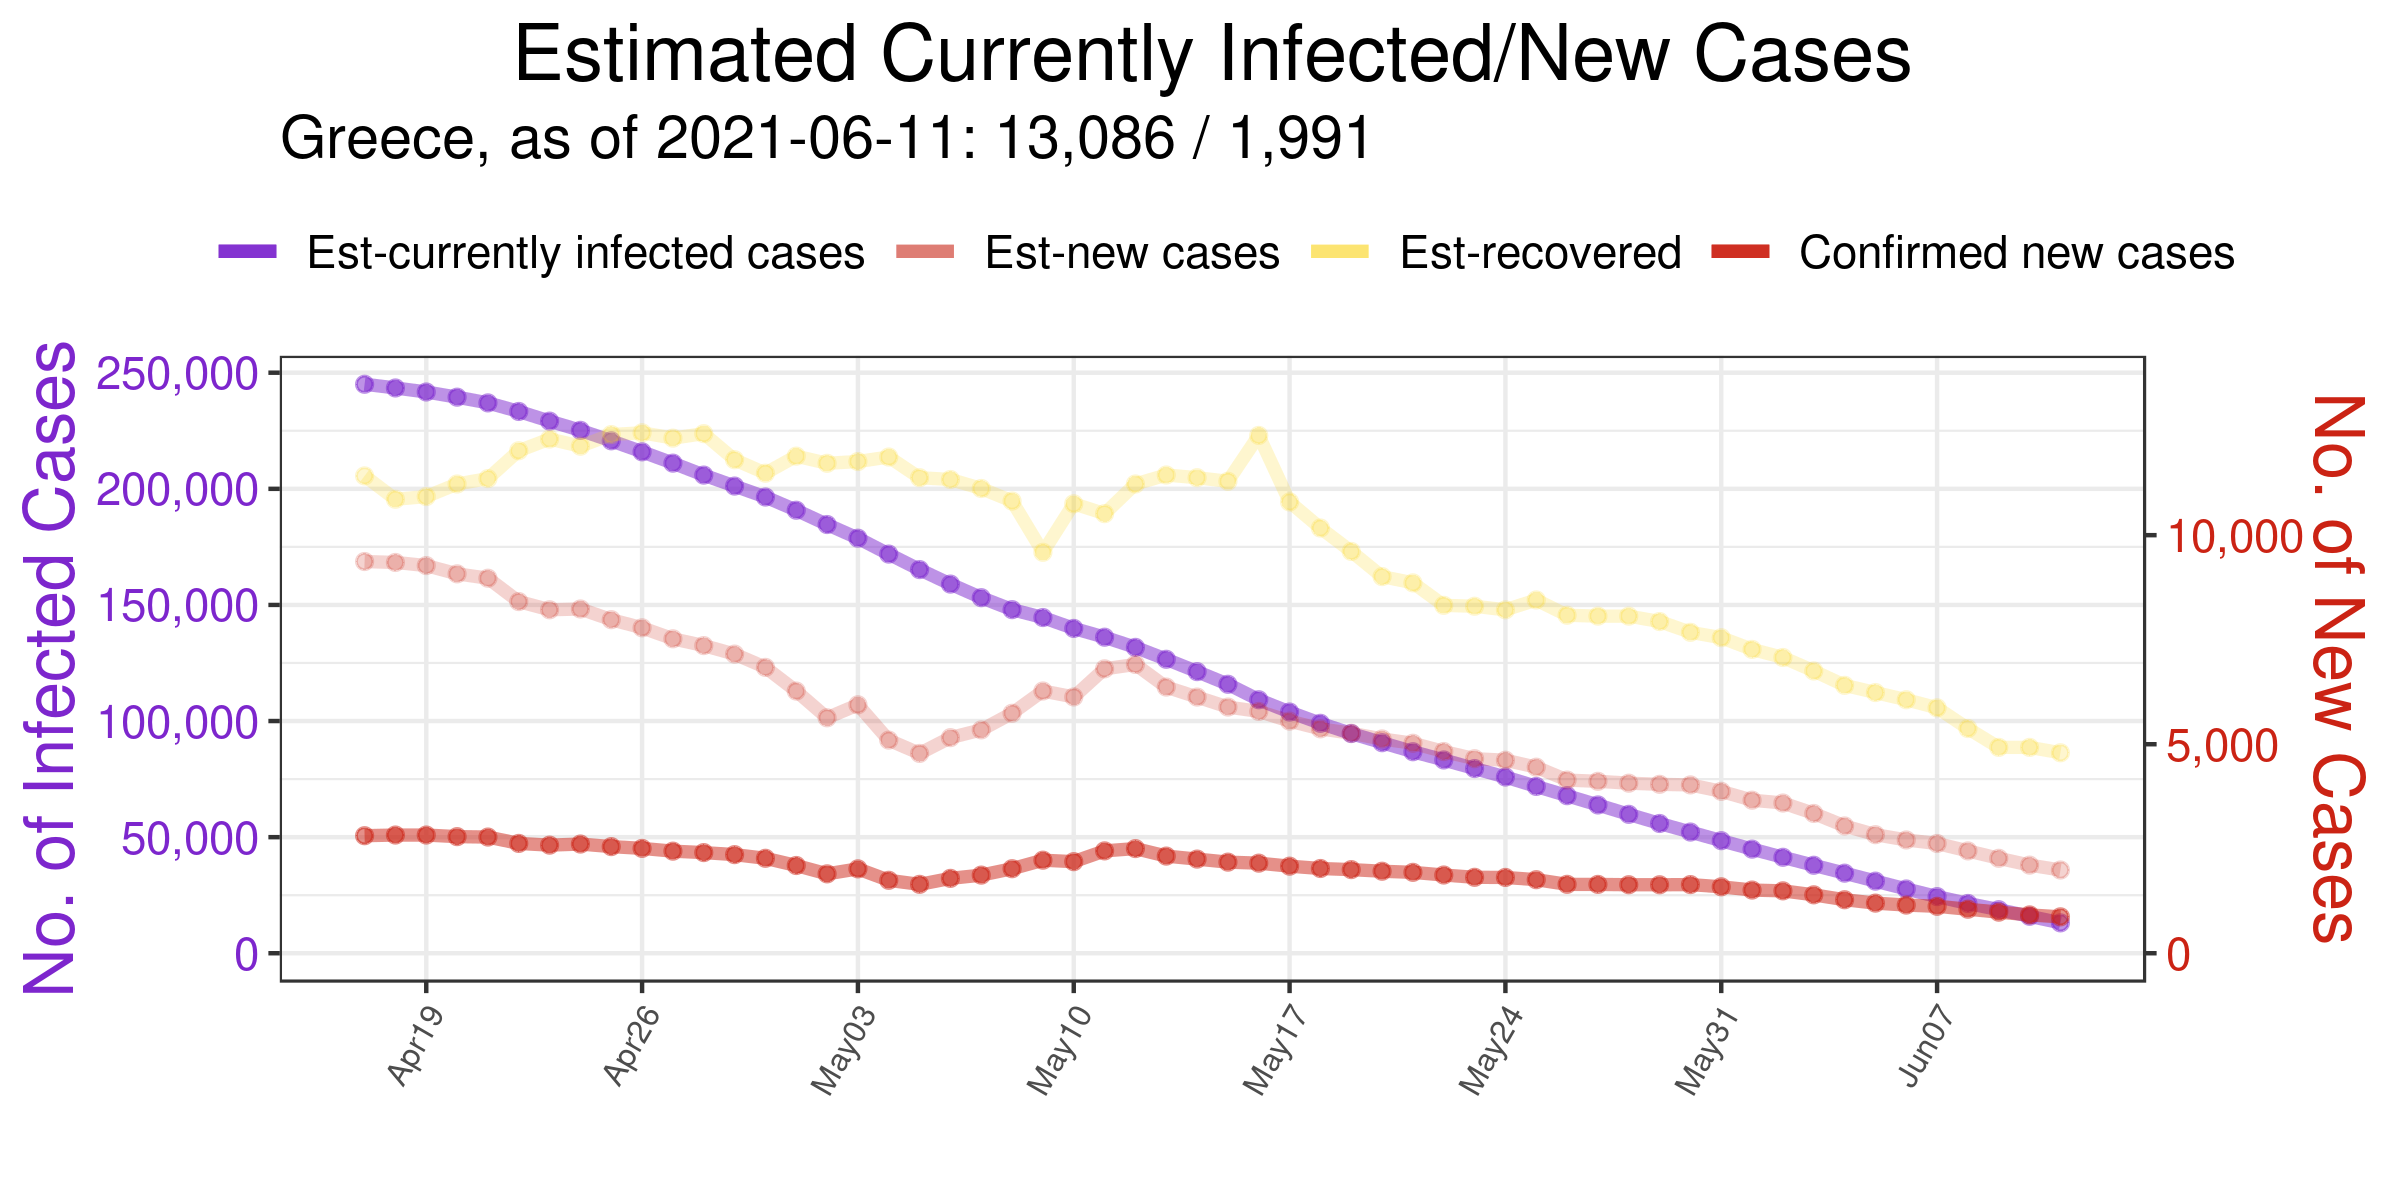 Estimated Currently Infected/New Cases
Greece, as of 2021-06-11: 13,086 / 1,991
Est-currently infected cases Est-new cases Est-recovered Confirmed new cases
No. of Infected Cases
250,000
200,000
150,000
100,000
50,000
0
No. of New Cases
10,000
5,000
0
Apr19 Apr26 May03 May10 May17 May24 May31 Jun07